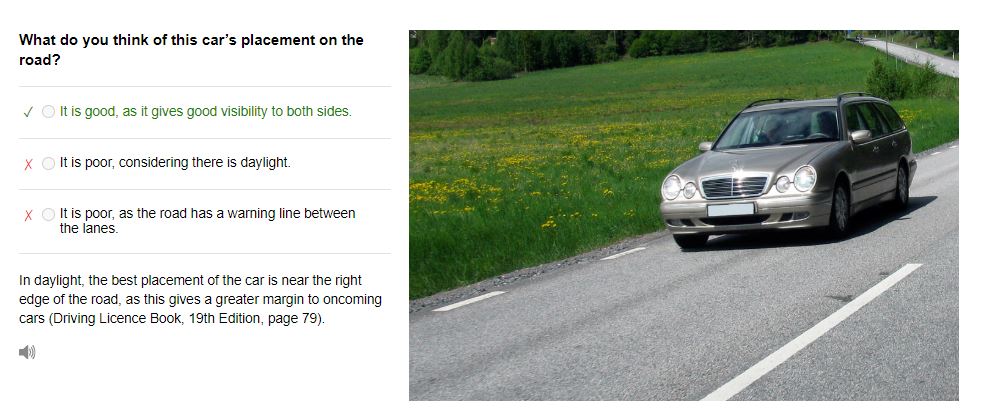 What do you think of this car’s placement on the
road?
It is good, as it gives good visibility to both sides.
It is poor, considering there is daylight.
It is poor, as the road has a warning line between
the lanes.
In daylight, the best placement of the car is near the right
edge of the road, as this gives a greater margin to oncoming
cars (Driving Licence Book, 19th Edition, page 79).